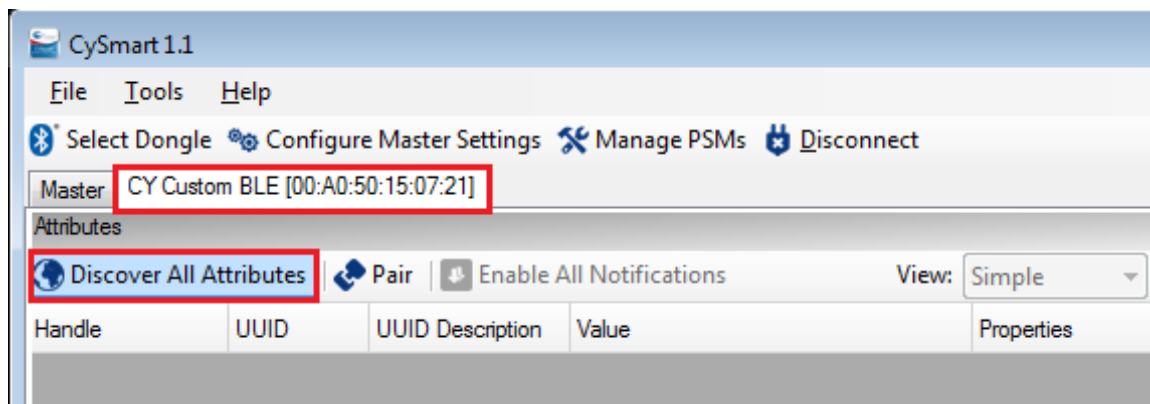 CySmart 1.1
File Tools Help
Select Dongle Configure Master Settings Manage PSMs Disconnect
Master CY Custom BLE [00:A0:50:15:07:21]
Attributes
Discover All Attributes Pair Enable All Notifications View: Simple
Handle UUID UUID Description Value Properties